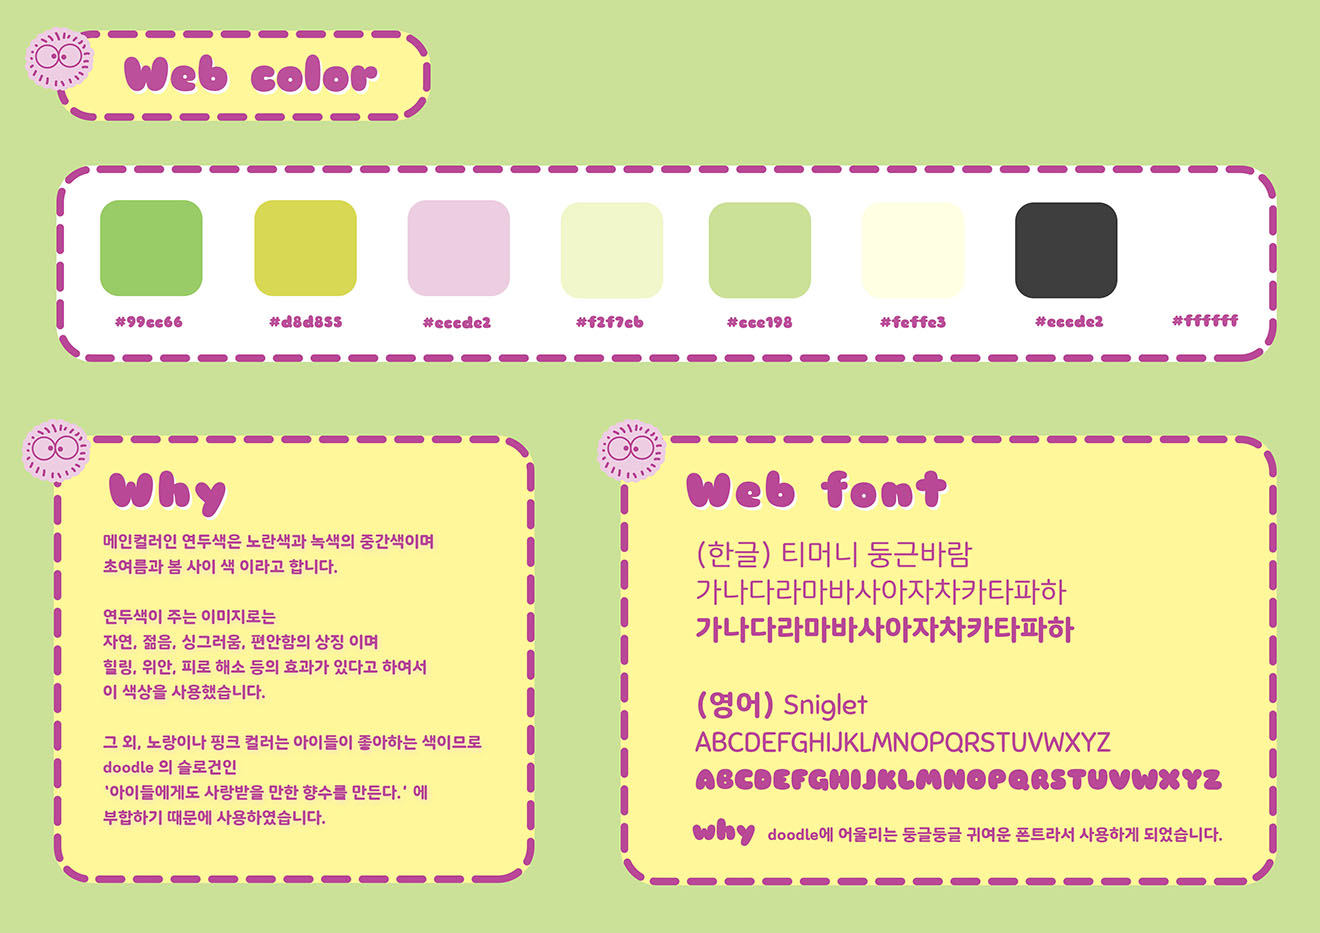 Web color
#99cc66
#d8d855
#eccde2
#f2f7cb
#cce198
#feffe3
#eccde2
#ffffff
Why
메인컬러인 연두색은 노란색과 녹색의 중간색이며
초여름과 봄 사이 색 이라고 합니다.
연두색이 주는 이미지로는
자연, 젊음, 싱그러움, 편안함의 상징 이며
힐링, 위안, 피로 해소 등의 효과가 있다고 하여서
이 색상을 사용했습니다.
그 외, 노랑이나 핑크 컬러는 아이들이 좋아하는 색이므로
doodle 의 슬로건인
'아이들에게도 사랑받을 만한 향수를 만든다.' 에
부합하기 때문에 사용하였습니다.
Web font
(한글) 티머니 둥근바람
가나다라마바사아자차카타파하
가나다라마바사아자차카타파하
(영어) Sniglet
ABCDEFGHIJKLMNOPQRSTUVWXYZ
ABCDEFGHIJKLMNOPQRSTUVWXYZ
why doodle에 어울리는 둥글둥글 귀여운 폰트라서 사용하게 되었습니다.